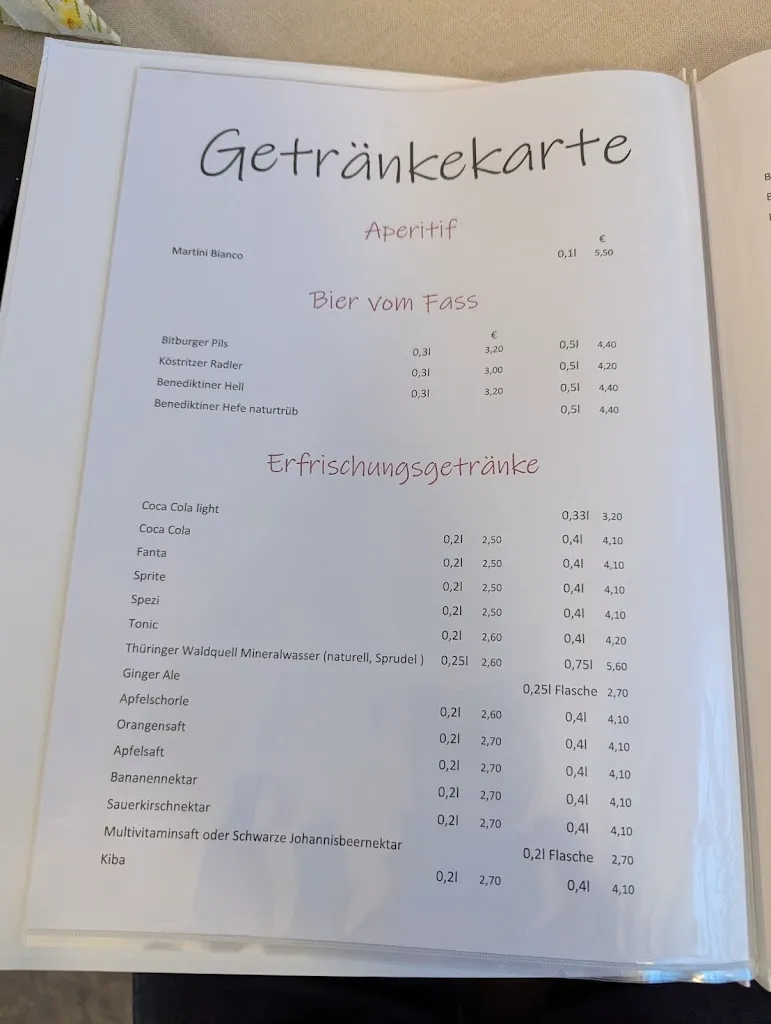 Getränkekarte
Aperitif
€
Martini Bianco 0,1l 5,50
Bier vom Fass
€
Bitburger Pils 0,3l 3,20 0,5l 4,40
Köstritzer Radler 0,3l 3,00 0,5l 4,20
Benediktiner Hell 0,3l 3,20 0,5l 4,40
Benediktiner Hefe naturtrüb 0,5l 4,40
Erfrischungsgetränke
Coca Cola light 0,33l 3,20
Coca Cola 0,2l 2,50 0,4l 4,10
Fanta 0,2l 2,50 0,4l 4,10
Sprite 0,2l 2,50 0,4l 4,10
Spezi 0,2l 2,50 0,4l 4,10
Tonic 0,2l 2,60 0,4l 4,20
Thüringer Waldquell Mineralwasser (naturell, Sprudel ) 0,25l 2,60 0,75l 5,60
Ginger Ale 0,25l Flasche 2,70
Apfelschorle 0,2l 2,60 0,4l 4,10
Orangensaft 0,2l 2,70 0,4l 4,10
Apfelsaft 0,2l 2,70 0,4l 4,10
Bananennektar 0,2l 2,70 0,4l 4,10
Sauerkirschnektar 0,2l 2,70 0,4l 4,10
Multivitaminsaft oder Schwarze Johannisbeernektar 0,2l Flasche 2,70
Kiba 0,2l 2,70 0,4l 4,10